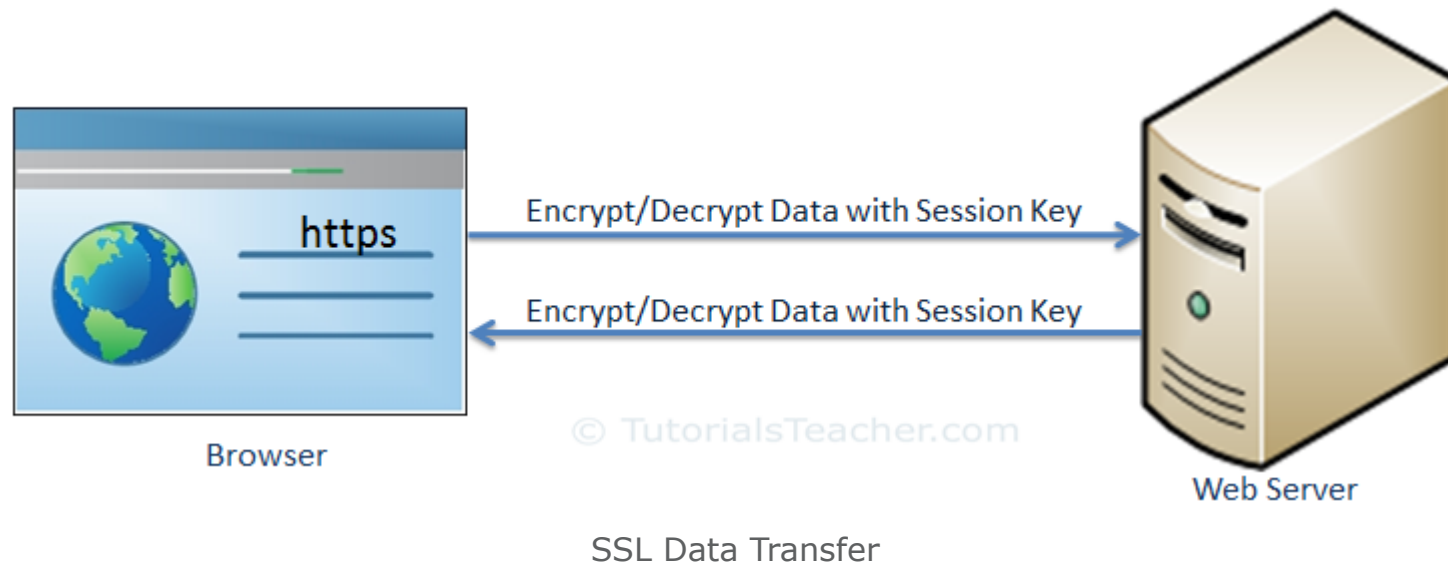 https
Encrypt/Decrypt Data with Session Key
Encrypt/Decrypt Data with Session Key
© TutorialsTeacher.com
Browser
Web Server
SSL Data Transfer